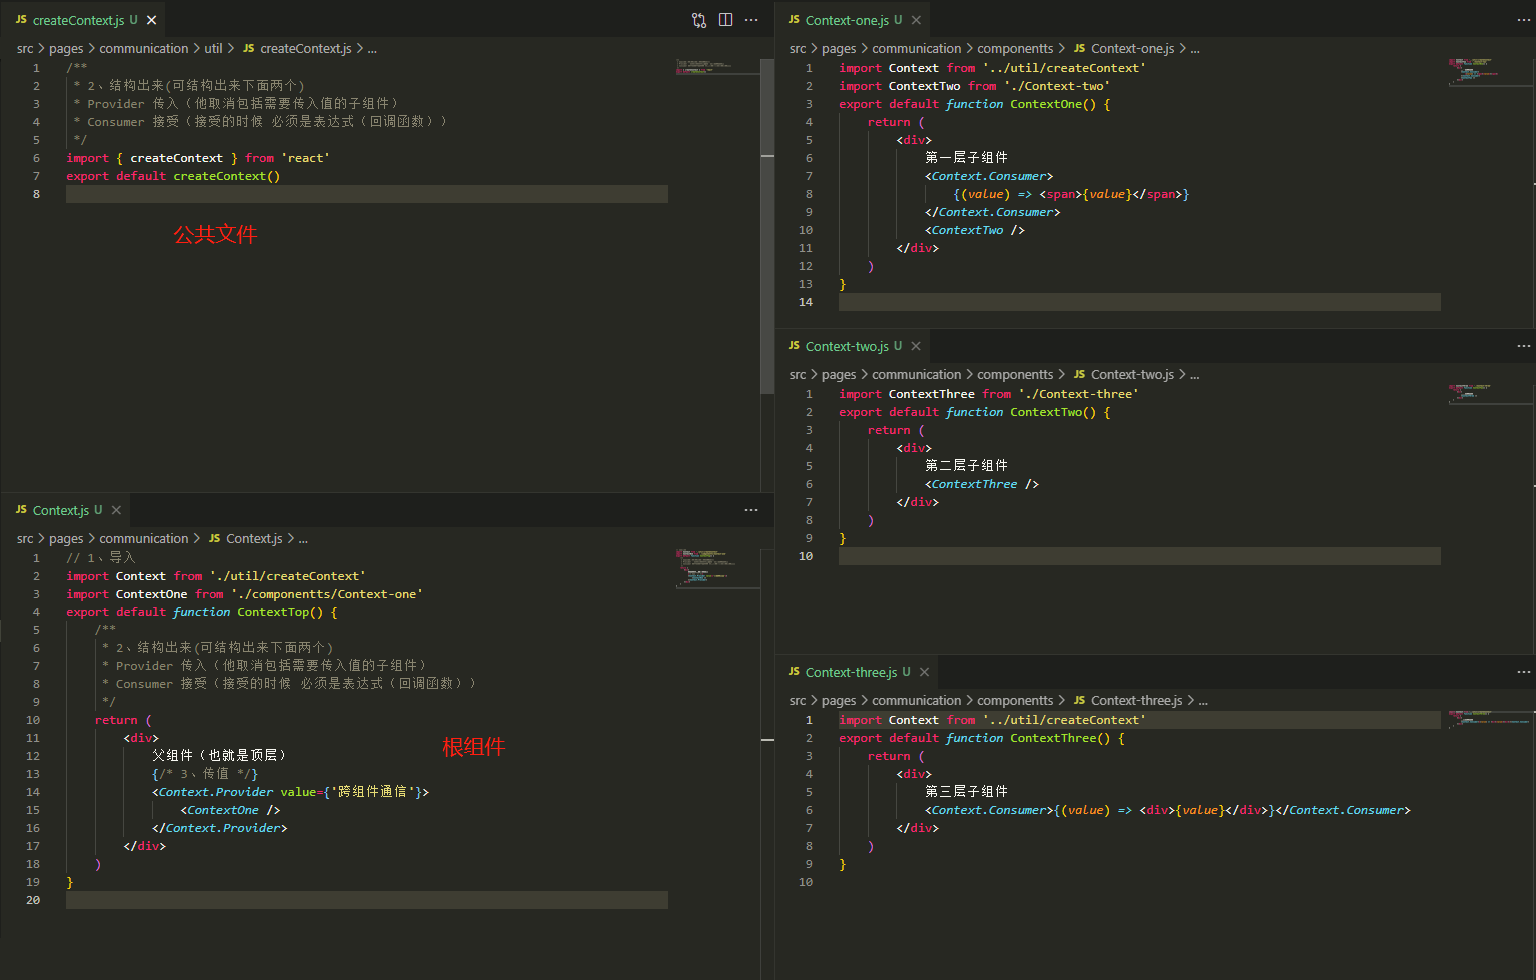 JS createContext.js U ×
src > pages > communication > util > JS createContext.js > ...
1 /**
2 * 2、结构出来(可结构出来下面两个)
3 * Provider 传入（他取消包括需要传入值的子组件）
4 * Consumer 接受（接受的时候 必须是表达式（回调函数））
5 */
6 import { createContext } from 'react'
7 export default createContext()
8
公共文件
JS Context.js U ×
src > pages > communication > JS Context.js > ...
1 // 1、导入
2 import Context from './util/createContext'
3 import ContextOne from './componentts/Context-one'
4 export default function ContextTop() {
5 /**
6 * 2、结构出来(可结构出来下面两个)
7 * Provider 传入（他取消包括需要传入值的子组件）
8 * Consumer 接受（接受的时候 必须是表达式（回调函数））
9 */
10 return (
11 <div>
12 父组件（也就是顶层）
13 {/* 3、传值 */}
14 <Context.Provider value={'跨组件通信'}>
15 <ContextOne />
16 </Context.Provider>
17 </div>
18 )
19 }
20
根组件
JS Context-one.js U ×
src > pages > communication > componentts > JS Context-one.js > ...
1 import Context from '../util/createContext'
2 import ContextTwo from './Context-two'
3 export default function ContextOne() {
4 return (
5 <div>
6 第一层子组件
7 <Context.Consumer>
8 {(value) => <span>{value}</span>}
9 </Context.Consumer>
10 <ContextTwo />
11 </div>
12 )
13 }
14
JS Context-two.js U ×
src > pages > communication > componentts > JS Context-two.js > ...
1 import ContextThree from './Context-three'
2 export default function ContextTwo() {
3 return (
4 <div>
5 第二层子组件
6 <ContextThree />
7 </div>
8 )
9 }
10
JS Context-three.js U ×
src > pages > communication > componentts > JS Context-three.js > ...
1 import Context from '../util/createContext'
2 export default function ContextThree() {
3 return (
4 <div>
5 第三层子组件
6 <Context.Consumer>{(value) => <div>{value}</div>}</Context.Consumer>
7 </div>
8 )
9 }
10